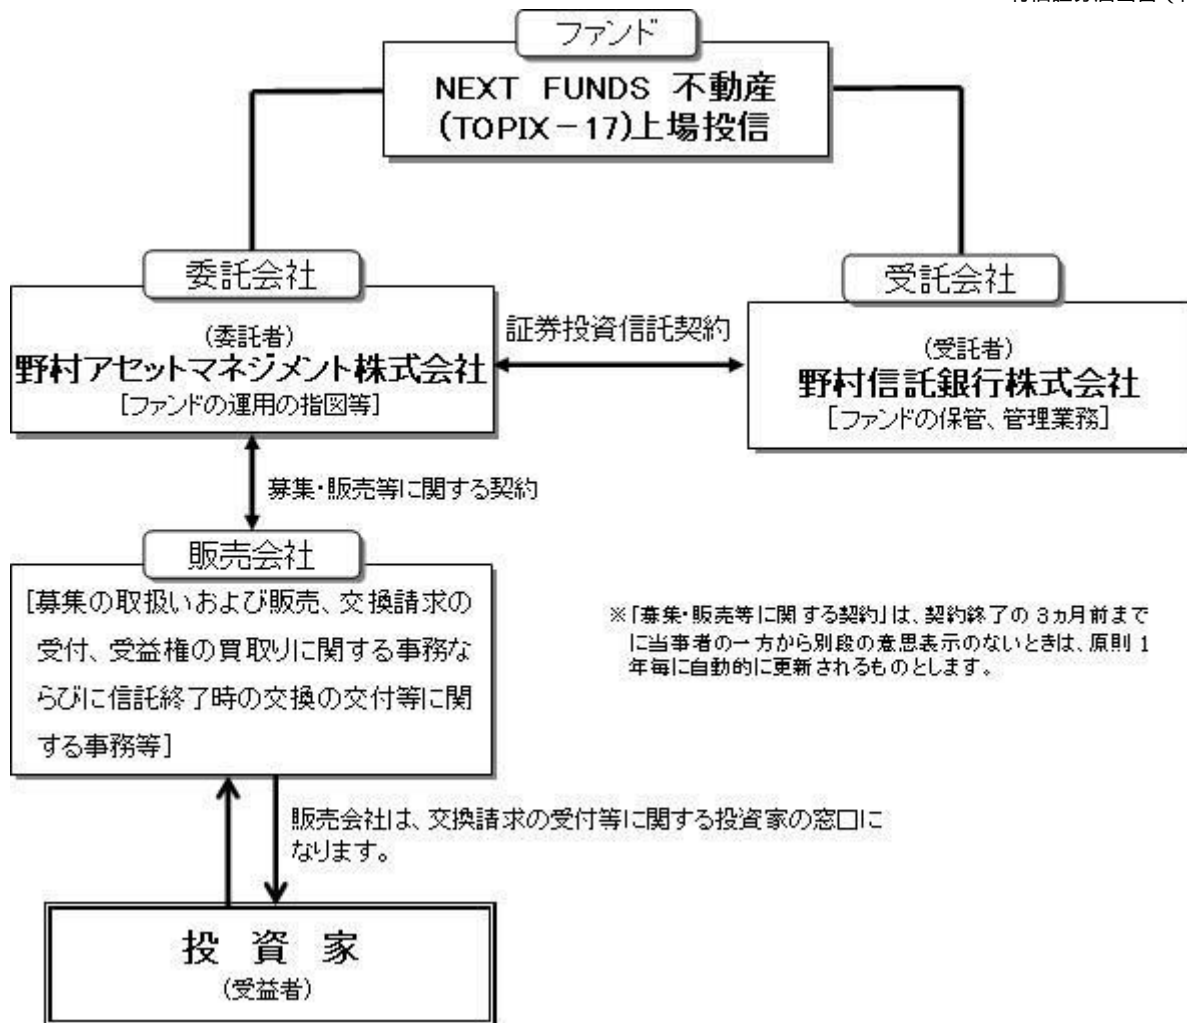 ファンド
NEXT FUNDS 不動産
(TOPIX－17)上場投信
委託会社
(委託者)
野村アセットマネジメント株式会社
[ファンドの運用の指図等]
証券投資信託契約
受託会社
(受託者)
野村信託銀行株式会社
[ファンドの保管、管理業務]
募集・販売等に関する契約
販売会社
[募集の取扱いおよび販売、交換請求の
受付、受益権の買取りに関する事務な
らびに信託終了時の交換の交付等に関
する事務等]
※「募集・販売等に関する契約」は、契約終了の3ヵ月前まで
に当事者の一方から別段の意思表示のないときは、原則1
年毎に自動的に更新されるものとします。
販売会社は、交換請求の受付等に関する投資家の窓口に
なります。
投資家
(受益者)